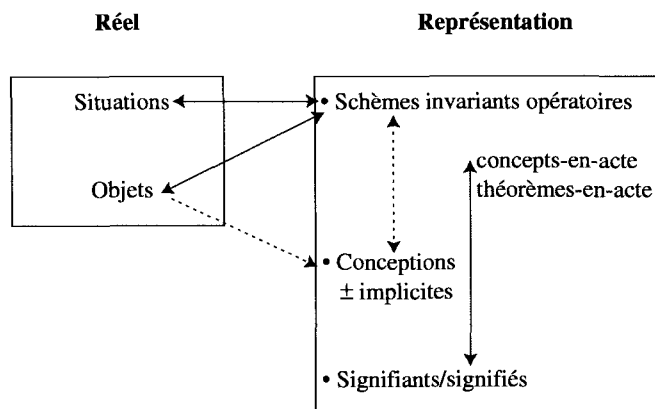 Réel
Représentation
Situations
• Schèmes invariants opératoires
concepts-en-acte
Objets
théorèmes-en-acte
• Conceptions
± implicites
• Signifiants/signifiés